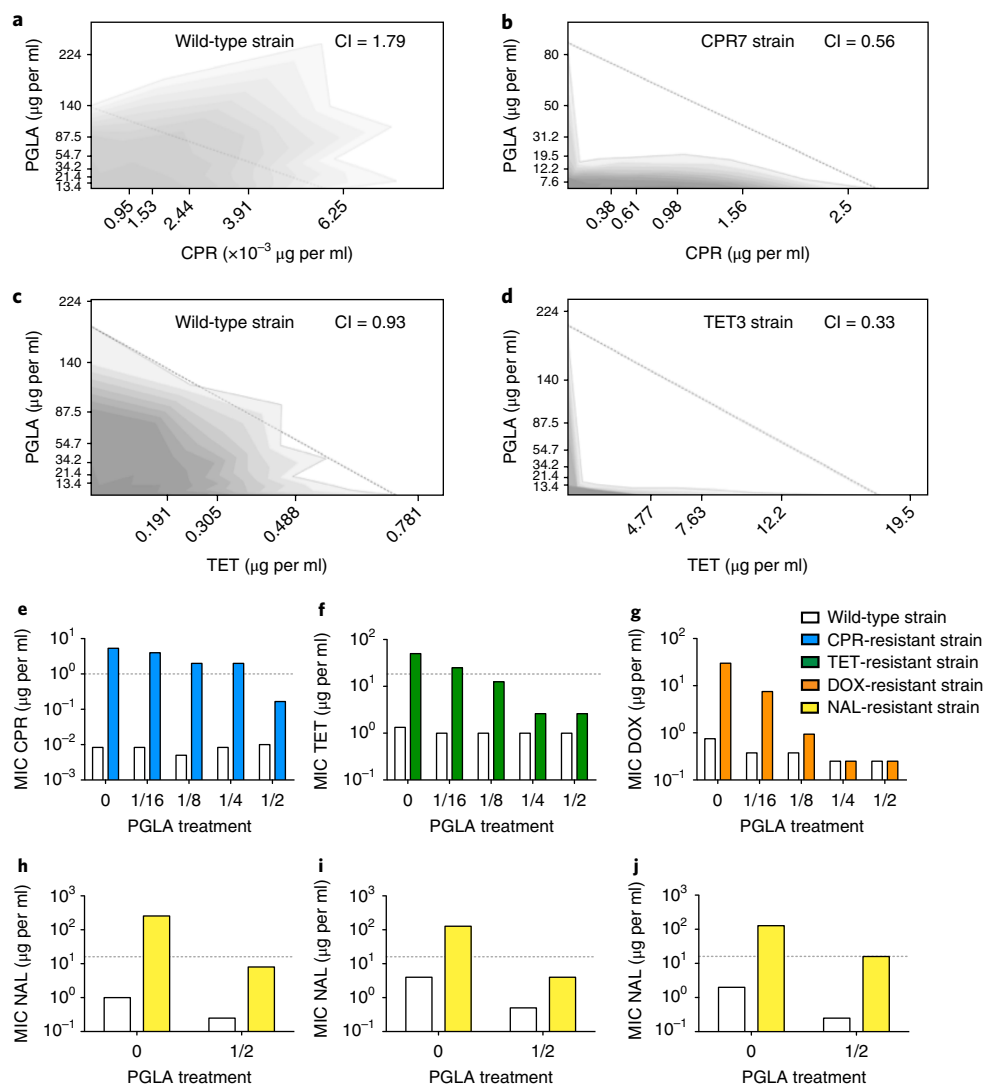 a
Wild-type strain CI = 1.79
PGLA (μg per ml)
224
140
87.5
54.7
34.2
21.4
13.4
0.95 1.53 2.44 3.91 6.25
CPR (×10⁻³ μg per ml)
b
CPR7 strain CI = 0.56
PGLA (μg per ml)
80
50
31.2
19.5
12.2
7.6
0.38 0.61 0.98 1.56 2.5
CPR (μg per ml)
c
Wild-type strain CI = 0.93
PGLA (μg per ml)
224
140
87.5
54.7
34.2
21.4
13.4
0.191 0.305 0.488 0.781
TET (μg per ml)
d
TET3 strain CI = 0.33
PGLA (μg per ml)
224
140
87.5
54.7
34.2
21.4
13.4
4.77 7.63 12.2 19.5
TET (μg per ml)
e
MIC CPR (μg per ml)
10¹
10⁰
10⁻¹
10⁻²
10⁻³
0 1/16 1/8 1/4 1/2
PGLA treatment
f
MIC TET (μg per ml)
10²
10¹
10⁰
10⁻¹
0 1/16 1/8 1/4 1/2
PGLA treatment
g
MIC DOX (μg per ml)
10²
10¹
10⁰
10⁻¹
0 1/16 1/8 1/4 1/2
PGLA treatment
Wild-type strain
CPR-resistant strain
TET-resistant strain
DOX-resistant strain
NAL-resistant strain
h
MIC NAL (μg per ml)
10³
10²
10¹
10⁰
10⁻¹
0 1/2
PGLA treatment
i
MIC NAL (μg per ml)
10³
10²
10¹
10⁰
10⁻¹
0 1/2
PGLA treatment
j
MIC NAL (μg per ml)
10³
10²
10¹
10⁰
10⁻¹
0 1/2
PGLA treatment